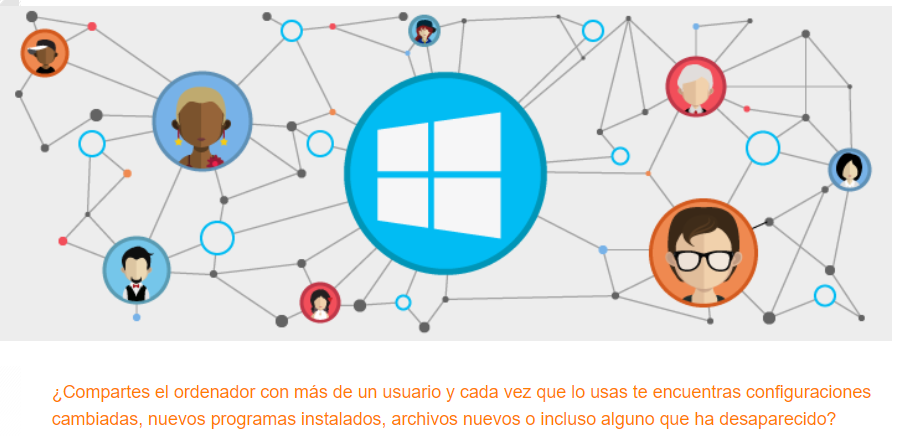 ¿Compartes el ordenador con más de un usuario y cada vez que lo usas te encuentras configuraciones
cambiadas, nuevos programas instalados, archivos nuevos o incluso alguno que ha desaparecido?